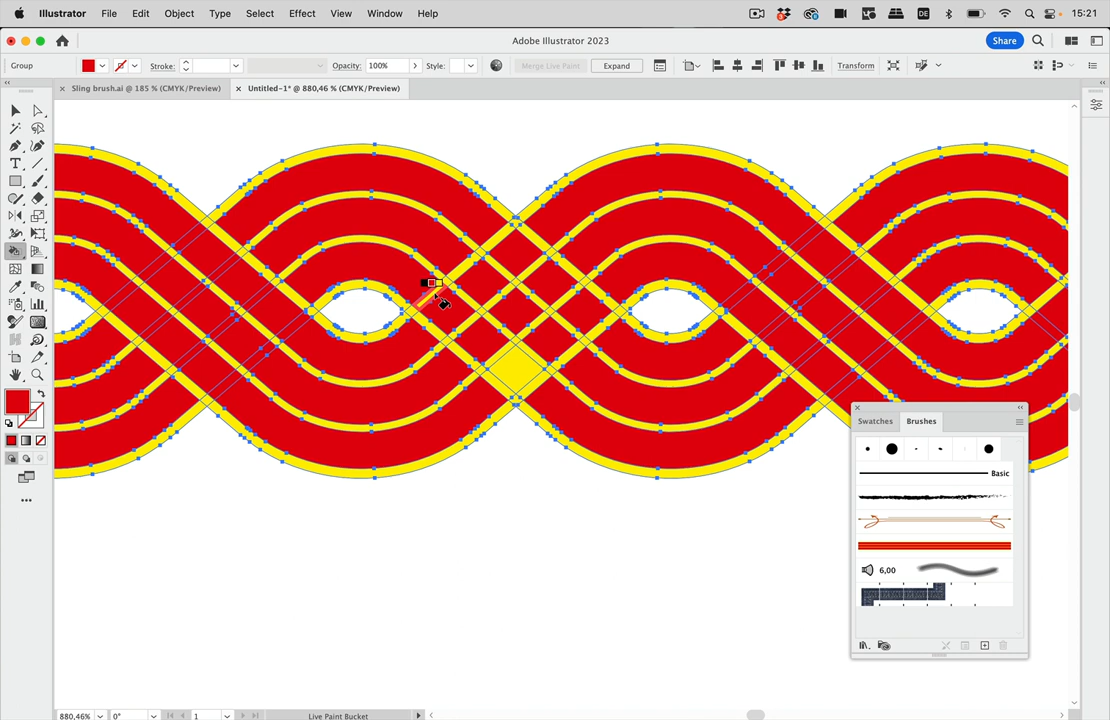 Illustrator File Edit Object Type Select Effect View Window Help DE 15:21
Adobe Illustrator 2023 Share
Group Stroke: Opacity: 100% Style: Merge Live Paint Expand Transform
× Sling brush.ai @ 185 % (CMYK/Preview) × Untitled-1* @ 880,46 % (CMYK/Preview)
Swatches Brushes
Basic
6,00
880,46% 0° 1 Live Paint Bucket